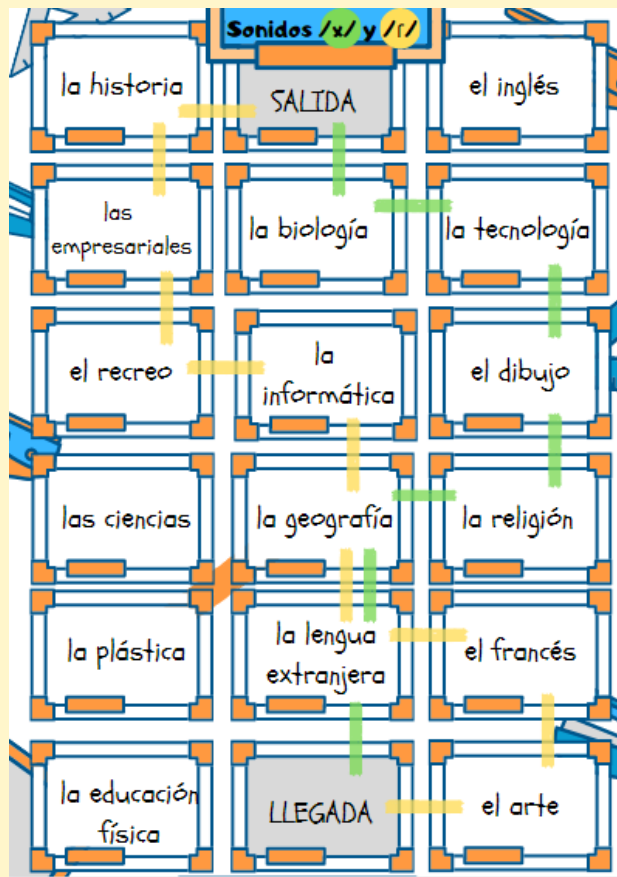 Sonidos /x/ y /ɾ/
la historia
SALIDA
el inglés
las
empresariales
la biología
la tecnología
el recreo
la
informática
el dibujo
las ciencias
la geografía
la religión
la plástica
la lengua
extranjera
el francés
la educación
física
LLEGADA
el arte